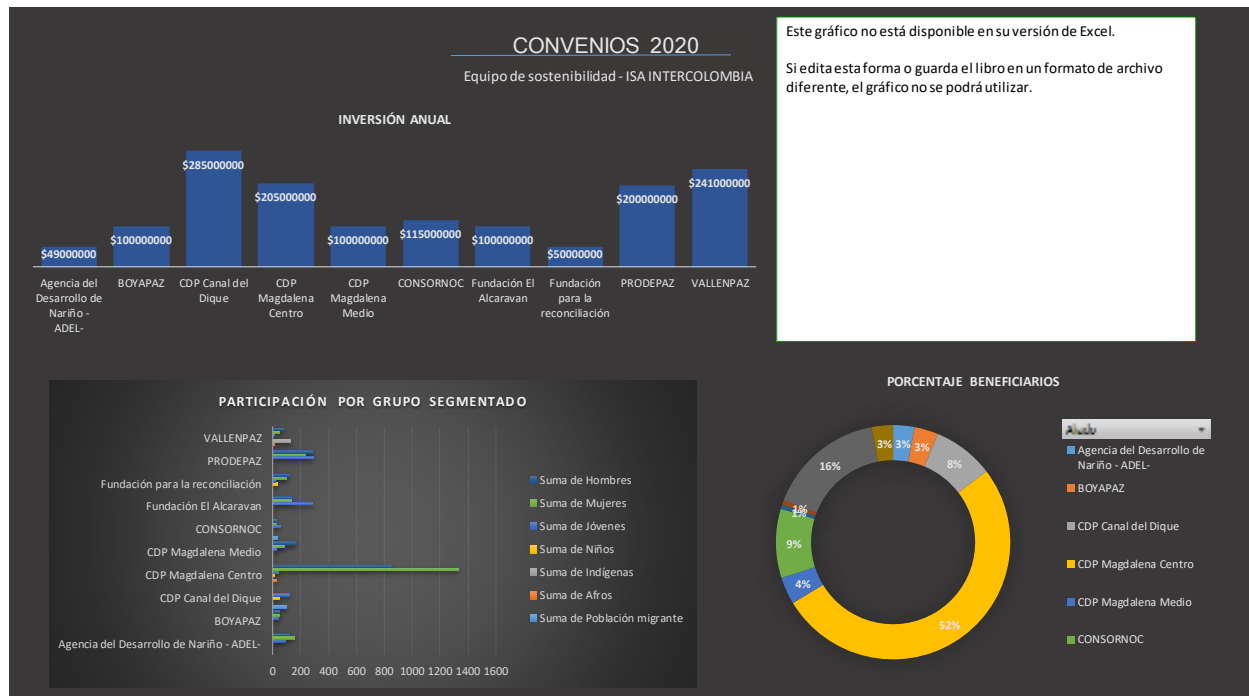 CONVENIOS 2020
Equipo de sostenibilidad - ISA INTERCOLOMBIA
Este gráfico no está disponible en su versión de Excel.
Si edita esta forma o guarda el libro en un formato de archivo
diferente, el gráfico no se podrá utilizar.
INVERSIÓN ANUAL
$49000000
$100000000
$285000000
$205000000
$100000000
$115000000
$100000000
$50000000
$200000000
$241000000
Agencia del
Desarrollo de
Nariño -
ADEL-
BOYAPAZ
CDP Canal del
Dique
CDP
Magdalena
Centro
CDP
Magdalena
Medio
CONSORNOC
Fundación El
Alcaravan
Fundación
para la
reconciliación
PRODEPAZ
VALLENPAZ
PARTICIPACIÓN POR GRUPO SEGMENTADO
VALLENPAZ
PRODEPAZ
Fundación para la reconciliación
Fundación El Alcaravan
CONSORNOC
CDP Magdalena Medio
CDP Magdalena Centro
CDP Canal del Dique
BOYAPAZ
Agencia del Desarrollo de Nariño - ADEL-
0 200 400 600 800 1000 1200 1400 1600
Suma de Hombres
Suma de Mujeres
Suma de Jóvenes
Suma de Niños
Suma de Indígenas
Suma de Afros
Suma de Población migrante
PORCENTAJE BENEFICIARIOS
3%
3%
8%
52%
4%
9%
1%
1%
16%
3%
Agencia del Desarrollo de
Nariño - ADEL-
BOYAPAZ
CDP Canal del Dique
CDP Magdalena Centro
CDP Magdalena Medio
CONSORNOC